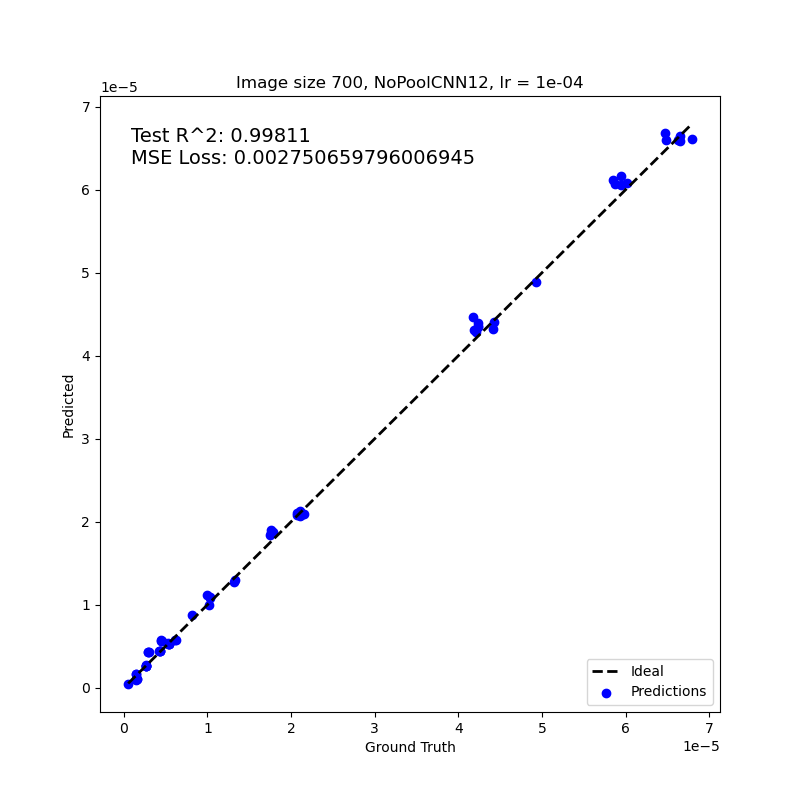 Image size 700, NoPoolCNN12, lr = 1e-04
1e−5
7
Test R^2: 0.99811
MSE Loss: 0.002750659796006945
6
5
4
Predicted
3
2
1
0
Ideal
Predictions
0 1 2 3 4 5 6 7
Ground Truth
1e−5